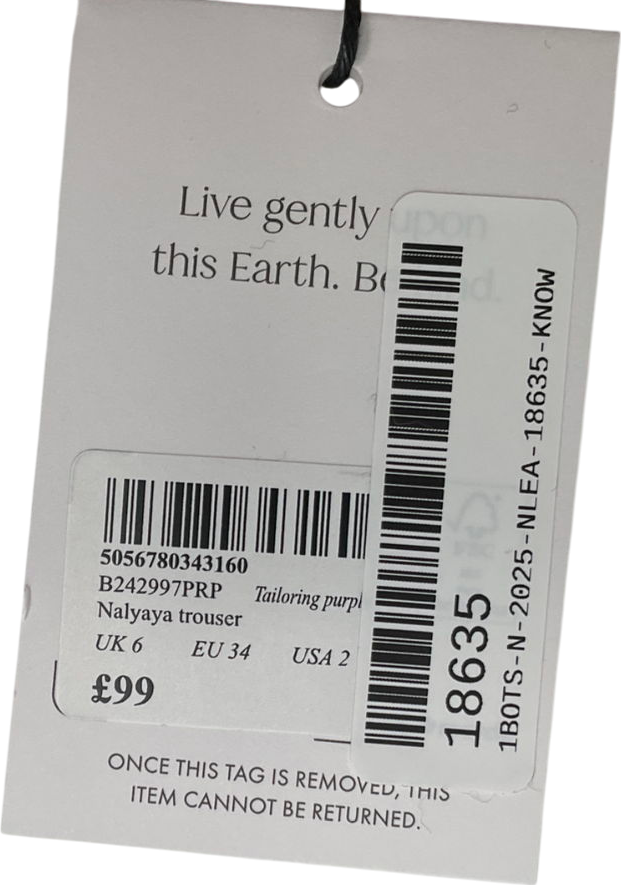 Live gently upon
this Earth. Be
5056780343160
B242997PRP Tailoring purpl
Nalyaya trouser
UK 6 EU 34 USA 2
£99
ONCE THIS TAG IS REMOVED, THIS
ITEM CANNOT BE RETURNED.
18635
1BOTS-N-2025-NLEA-18635-KNOW